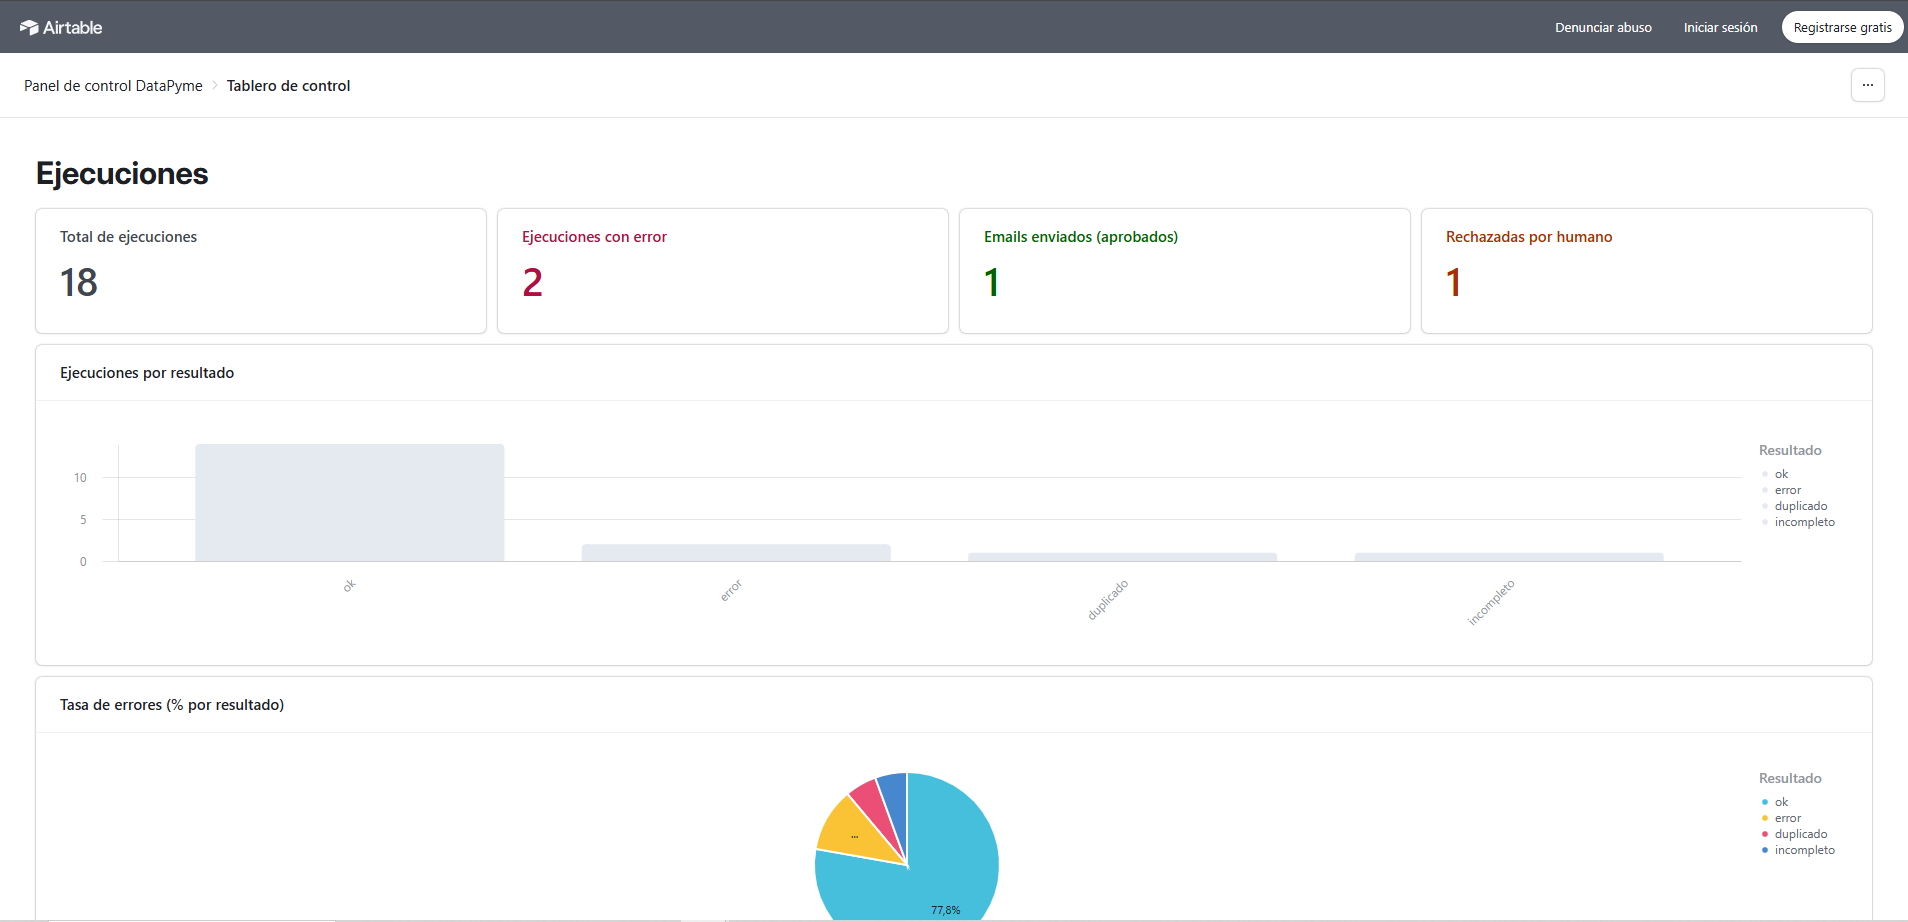 Airtable
Denunciar abuso
Iniciar sesión
Registrarse gratis
Panel de control DataPyme
Tablero de control
...
Ejecuciones
Total de ejecuciones
18
Ejecuciones con error
2
Emails enviados (aprobados)
1
Rechazadas por humano
1
Ejecuciones por resultado
10
5
0
ok
error
duplicado
incompleto
Resultado
ok
error
duplicado
incompleto
Tasa de errores (% por resultado)
...
77,8%
Resultado
ok
error
duplicado
incompleto